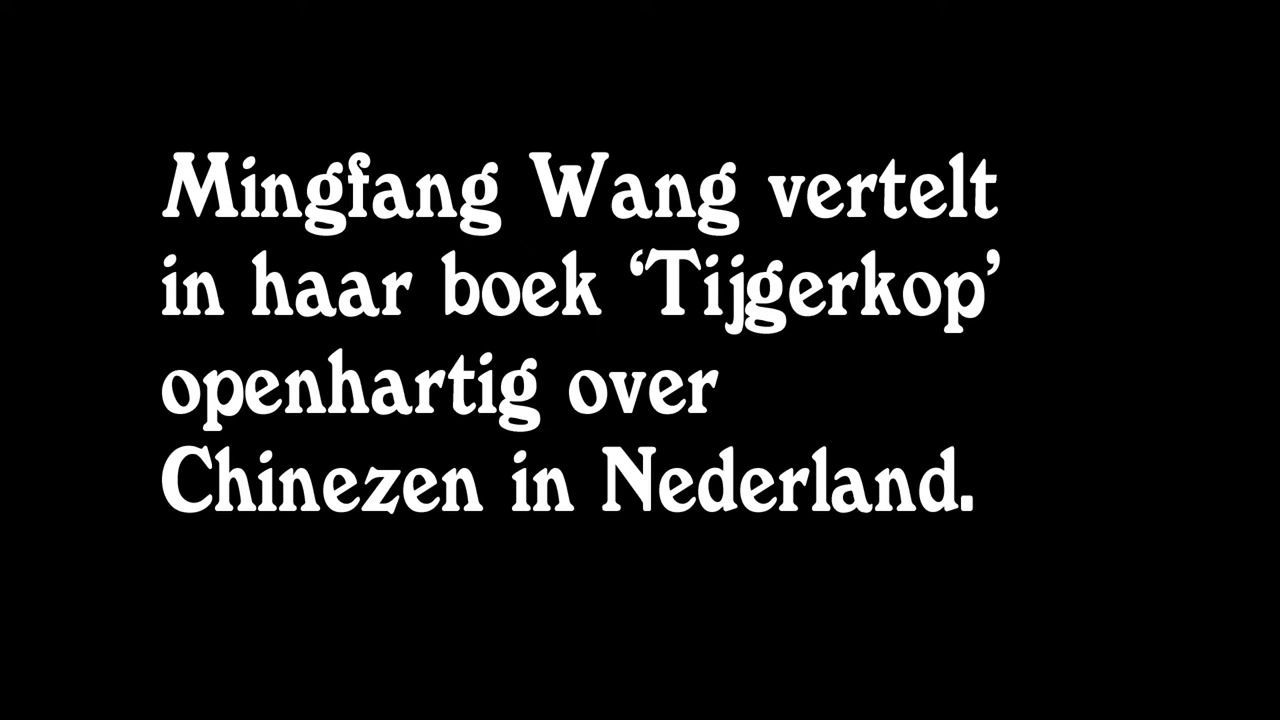 Mingfang Wang vertelt
in haar boek ‘Tijgerkop’
openhartig over
Chinezen in Nederland.